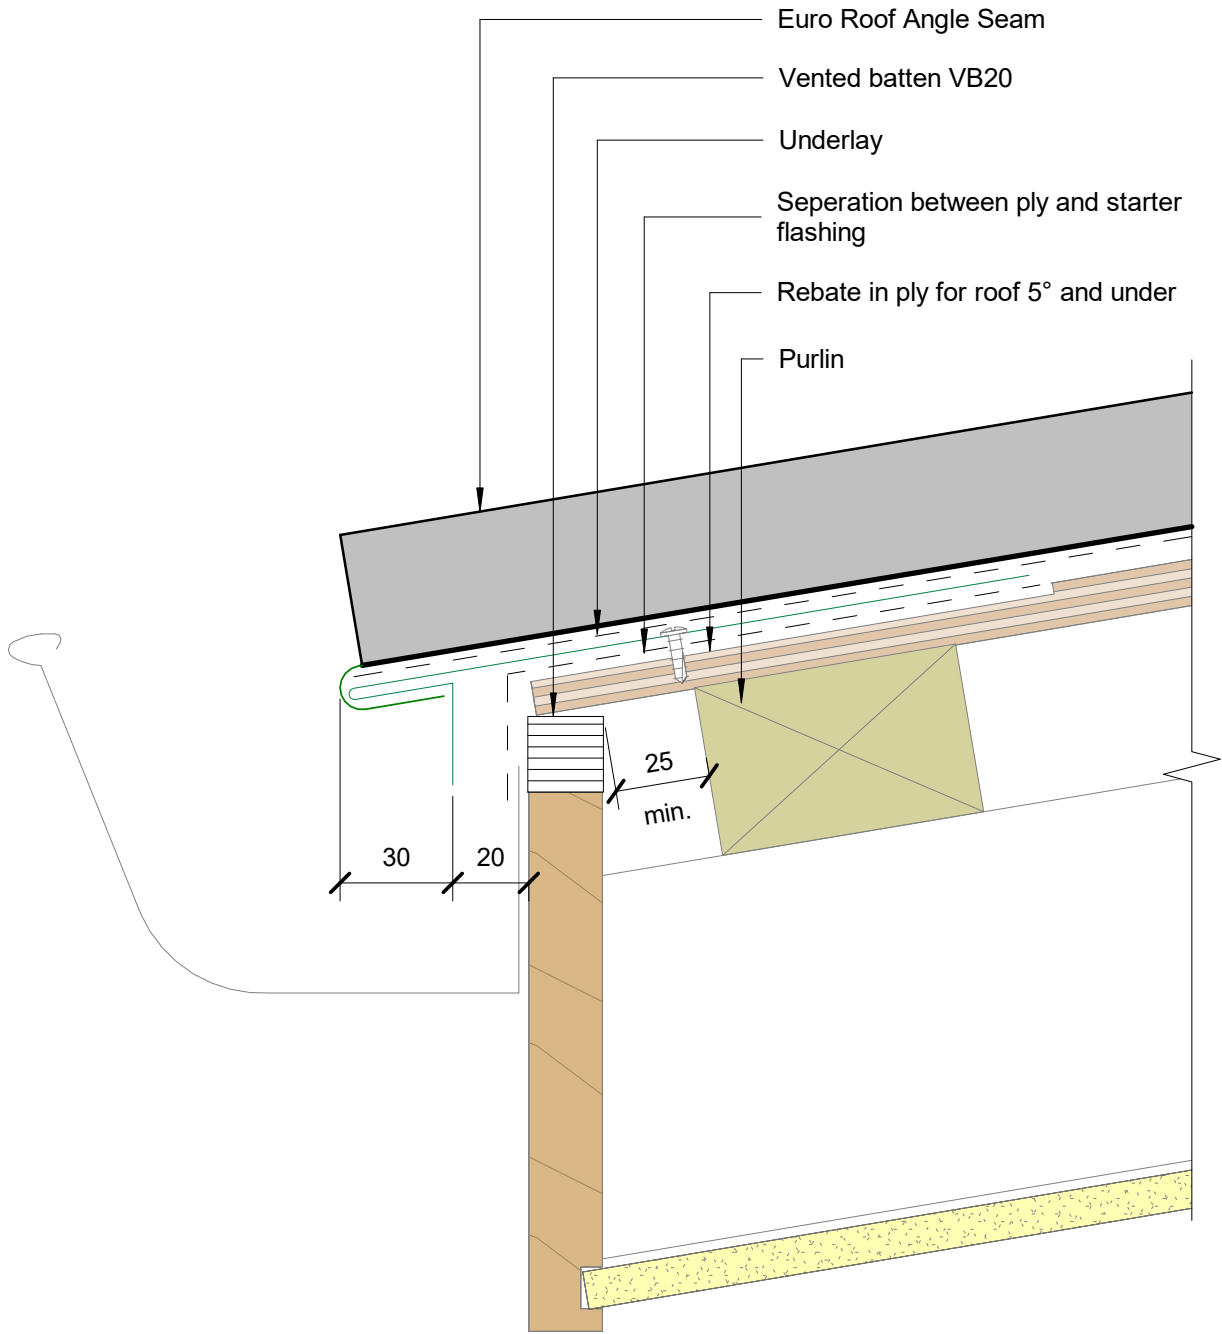 Euro Roof Angle Seam
Vented batten VB20
Underlay
Seperation between ply and starter
flashing
Rebate in ply for roof 5° and under
Purlin
25
min.
30
20